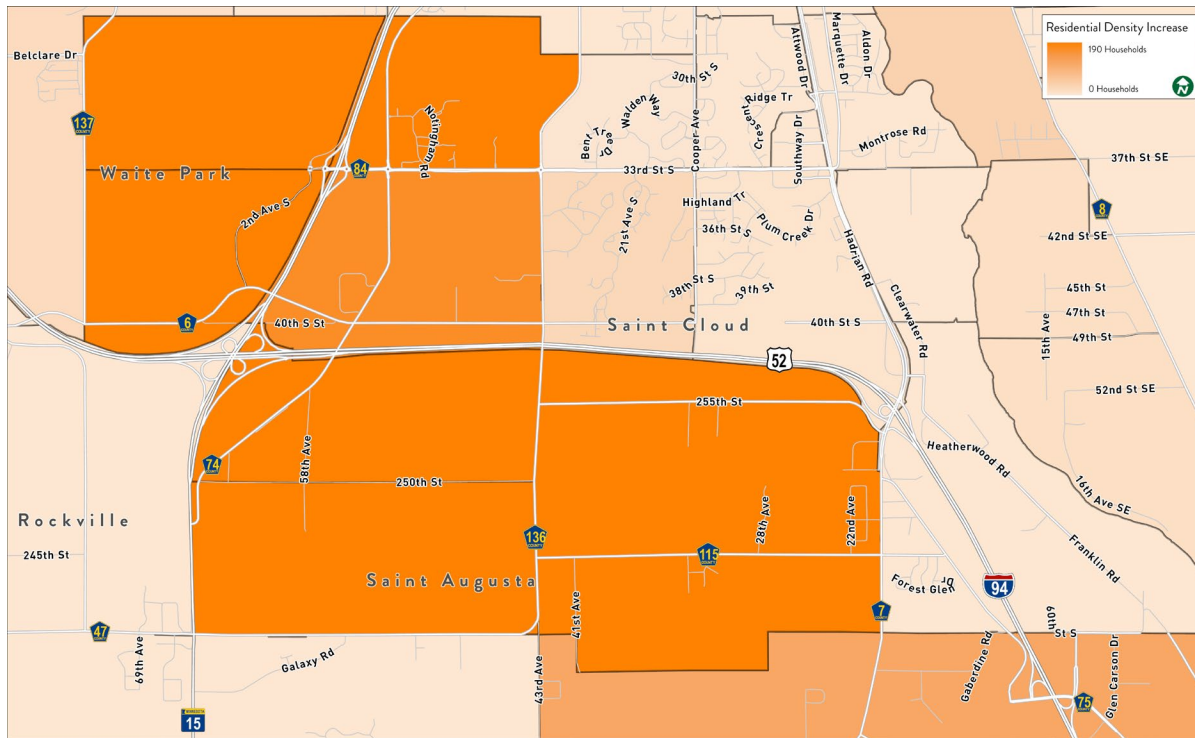 Residential Density Increase
190 Households
0 Households
N
Belclare Dr
Attwood Dr
Marquette Dr
Aldon Dr
30th St S
Walden Way
Ridge Tr
Crescent
137
COUNTY
Notingham Rd
Bent Tree Dr
Cooper Ave
Southway Dr
Montrose Rd
37th St SE
Waite Park
84
33rd St S
2nd Ave S
Highland Tr
8
21st Ave S
36th St S
Plum Creek Dr
42nd St SE
Hadrian Rd
38th St S
39th St
45th St
Clearwater Rd
47th St
6
40th S St
Saint Cloud
40th St S
15th Ave
49th St
52
52nd St SE
255th St
58th Ave
74
Heatherwood Rd
250th St
16th Ave SE
Rockville
28th Ave
22nd Ave
136
COUNTY
245th St
115
COUNTY
Franklin Rd
Saint Augusta
Forest Glen Dr
94
41st Ave
7
47
60th St S
69th Ave
Galaxy Rd
43rd Ave
Gaberdine Rd
Glen Carson Dr
75
MINNESOTA
15